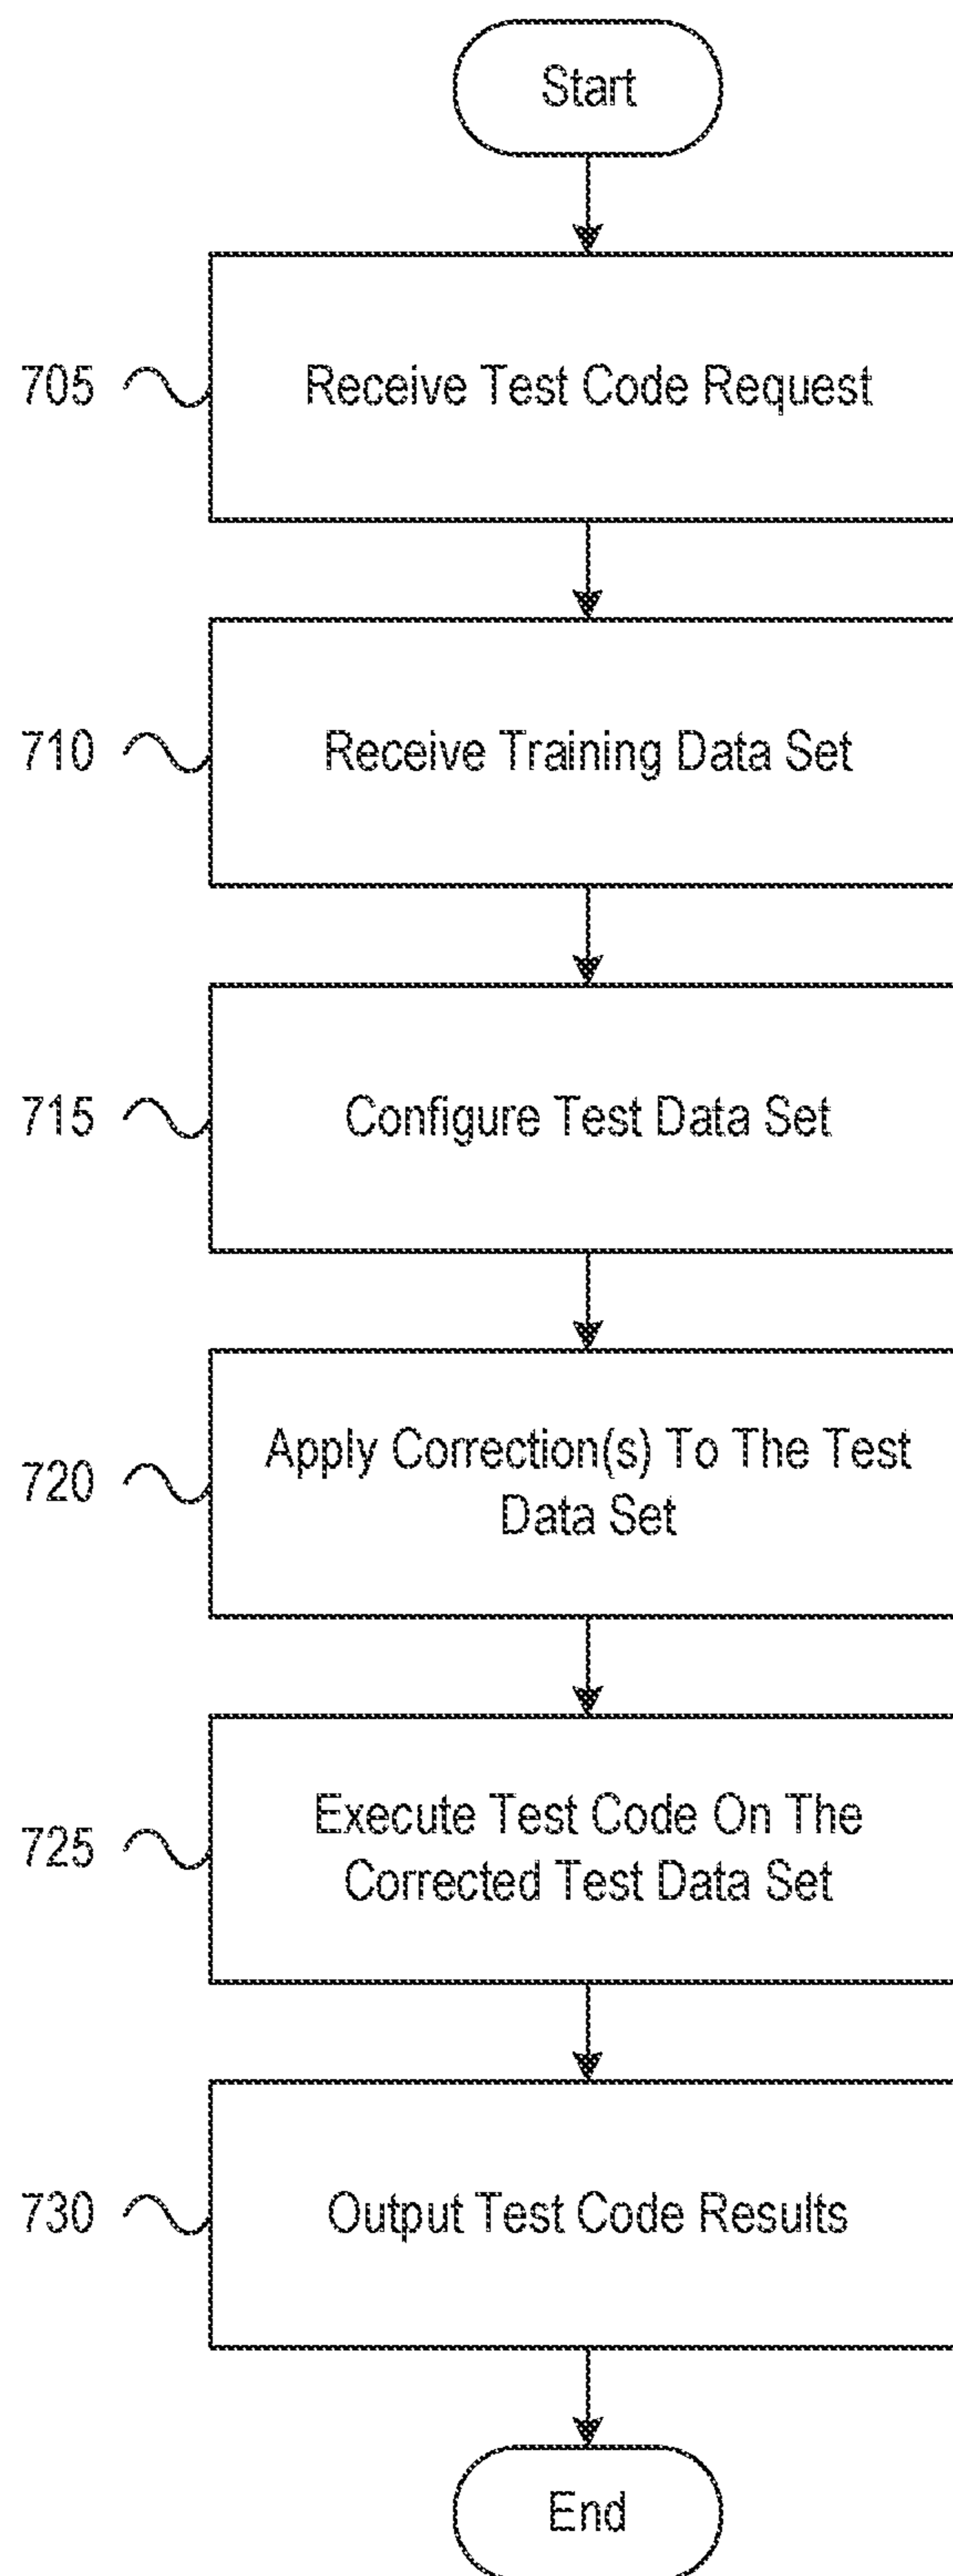 Start
705
Receive Test Code Request
710
Receive Training Data Set
715
Configure Test Data Set
720
Apply Correction(s) To The Test
Data Set
725
Execute Test Code On The
Corrected Test Data Set
730
Output Test Code Results
End